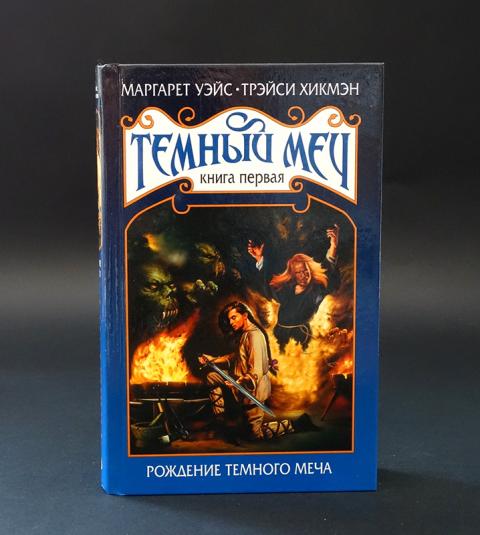 МАРГАРЕТ УЭЙС • ТРЭЙСИ ХИКМЭН
ТЕМНЫЙ МЕЧ
КНИГА ПЕРВАЯ
РОЖДЕНИЕ ТЕМНОГО МЕЧА